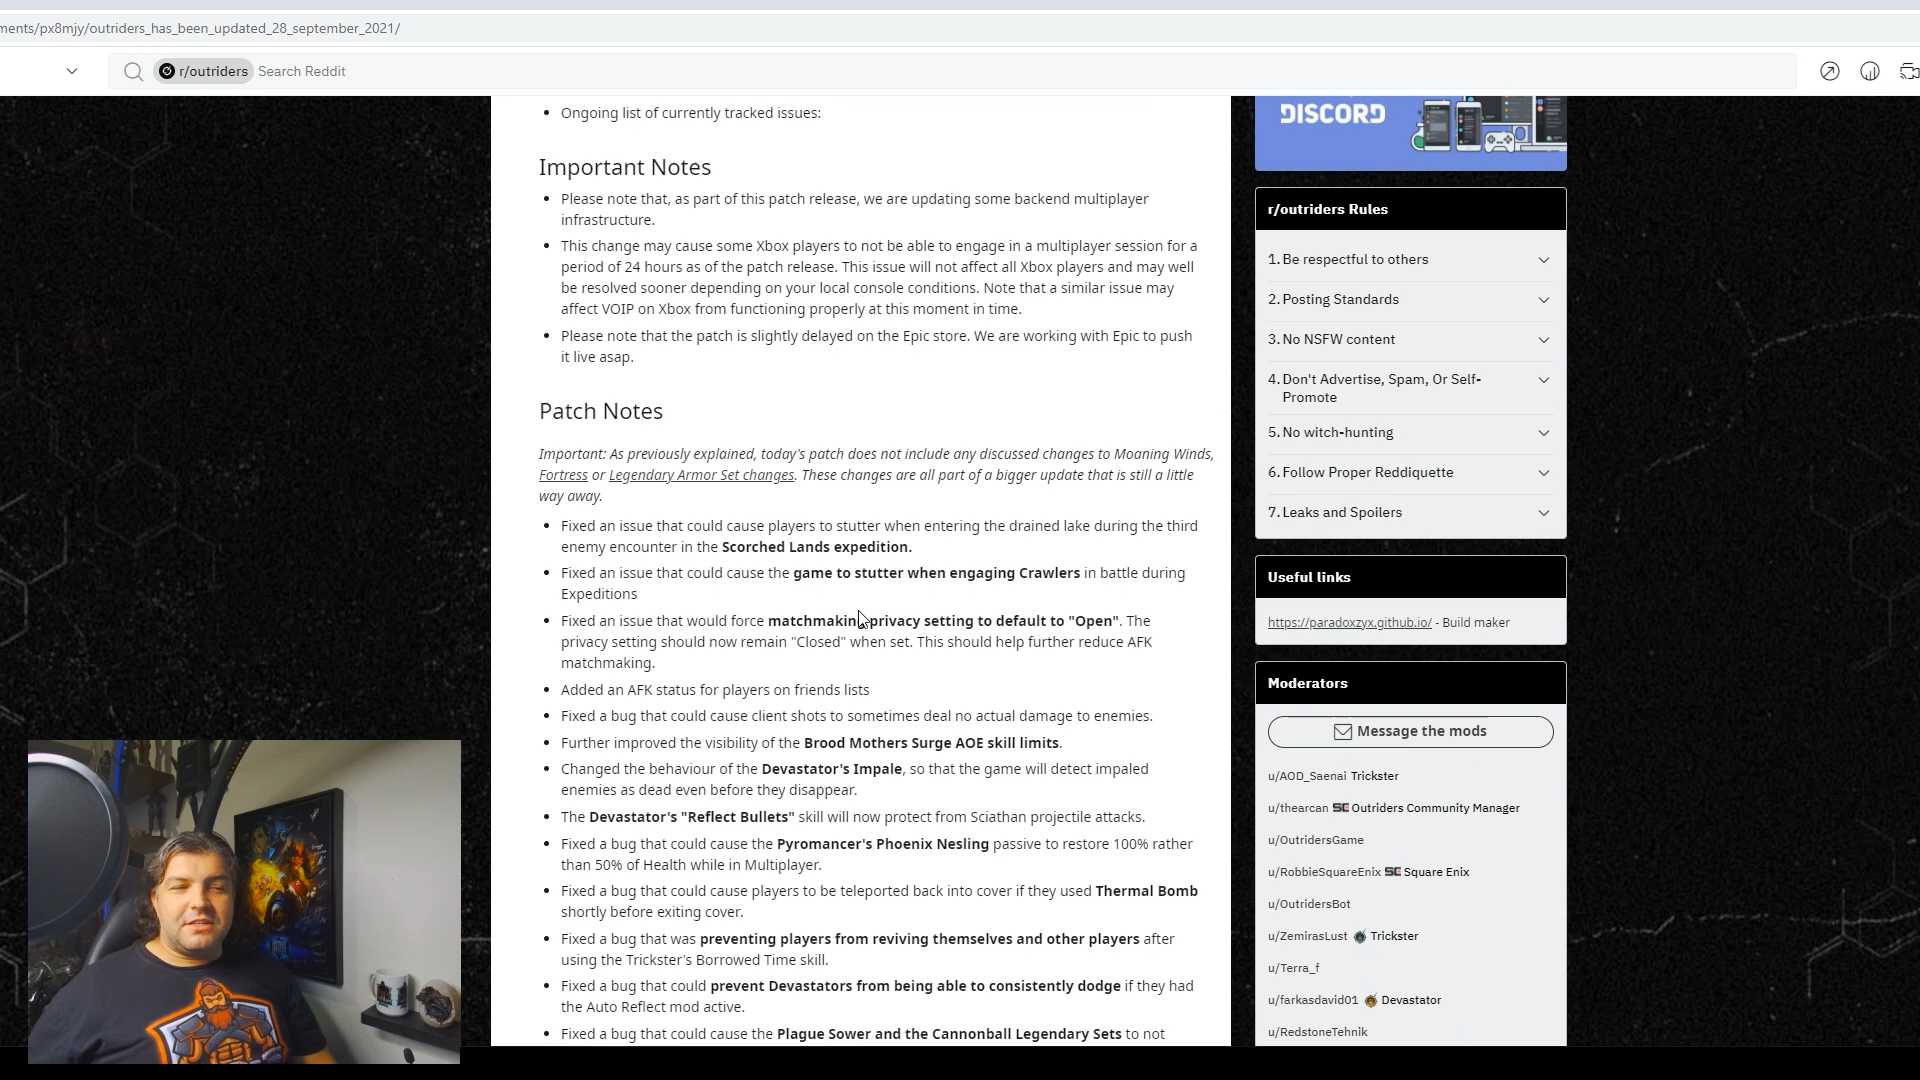 nents/px8mjy/outriders_has_been_updated_28_september_2021/
r/outriders Search Reddit
Ongoing list of currently tracked issues:
Important Notes
Please note that, as part of this patch release, we are updating some backend multiplayer
infrastructure.
This change may cause some Xbox players to not be able to engage in a multiplayer session for a
period of 24 hours as of the patch release. This issue will not affect all Xbox players and may well
be resolved sooner depending on your local console conditions. Note that a similar issue may
affect VOIP on Xbox from functioning properly at this moment in time.
Please note that the patch is slightly delayed on the Epic store. We are working with Epic to push
it live asap.
Patch Notes
Important: As previously explained, today's patch does not include any discussed changes to Moaning Winds,
Fortress or Legendary Armor Set changes. These changes are all part of a bigger update that is still a little
way away.
Fixed an issue that could cause players to stutter when entering the drained lake during the third
enemy encounter in the Scorched Lands expedition.
Fixed an issue that could cause the game to stutter when engaging Crawlers in battle during
Expeditions
Fixed an issue that would force matchmaking privacy setting to default to "Open". The
privacy setting should now remain "Closed" when set. This should help further reduce AFK
matchmaking.
Added an AFK status for players on friends lists
Fixed a bug that could cause client shots to sometimes deal no actual damage to enemies.
Further improved the visibility of the Brood Mothers Surge AOE skill limits.
Changed the behaviour of the Devastator's Impale, so that the game will detect impaled
enemies as dead even before they disappear.
The Devastator's "Reflect Bullets" skill will now protect from Sciathan projectile attacks.
Fixed a bug that could cause the Pyromancer's Phoenix Nesling passive to restore 100% rather
than 50% of Health while in Multiplayer.
Fixed a bug that could cause players to be teleported back into cover if they used Thermal Bomb
shortly before exiting cover.
Fixed a bug that was preventing players from reviving themselves and other players after
using the Trickster's Borrowed Time skill.
Fixed a bug that could prevent Devastators from being able to consistently dodge if they had
the Auto Reflect mod active.
Fixed a bug that could cause the Plague Sower and the Cannonball Legendary Sets to not
DISCORD
r/outriders Rules
1. Be respectful to others
2. Posting Standards
3. No NSFW content
4. Don't Advertise, Spam, Or Self-
Promote
5. No witch-hunting
6. Follow Proper Reddiquette
7. Leaks and Spoilers
Useful links
https://paradoxzyx.github.io/ - Build maker
Moderators
Message the mods
u/AOD_Saenai Trickster
u/thearcan SE Outriders Community Manager
u/OutridersGame
u/RobbieSquareEnix SE Square Enix
u/OutridersBot
u/ZemirasLust Trickster
u/Terra_f
u/farkasdavid01 Devastator
u/RedstoneTehnik